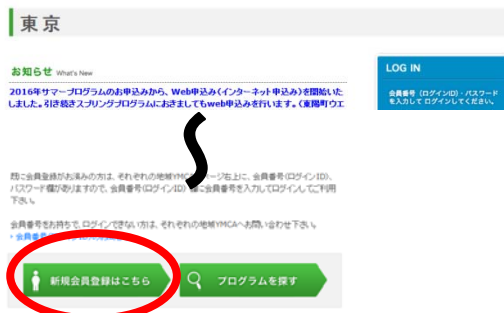 東京
お知らせ What's New
2016年サマープログラムのお申込みから、Web申込み(インターネット申込み)を開始いた
しました。引き続きスプリングプログラムにおきましてもweb申込みを行います。(東陽町ウエ
LOG IN
会員番号(ログインID)・パスワード
を入力して ログインしてください。
既に会員登録がお済みの方は、それぞれの地域YMCA ページ右上に、会員番号(ログインID)、
パスワード欄がありますので、会員番号(ログインID) に会員番号を入力してログインしてご利用
下さい。
会員番号をお持ちで、ログインできない方は、それぞれの地域YMCAへお問い合わせ下さい。
会員番号
新規会員登録はこちら
プログラムを探す